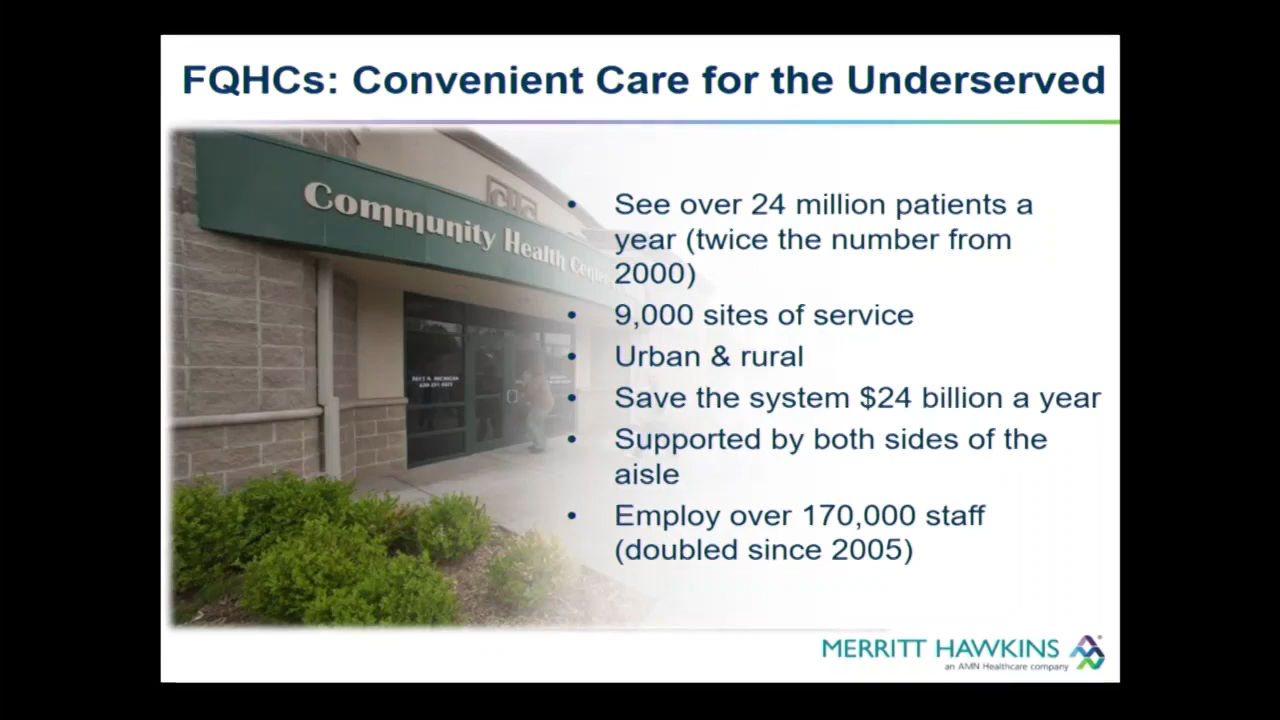 FQHCs: Convenient Care for the Underserved
Community Health Center
• See over 24 million patients a
year (twice the number from
2000)
• 9,000 sites of service
• Urban & rural
• Save the system $24 billion a year
• Supported by both sides of the
aisle
• Employ over 170,000 staff
(doubled since 2005)
MERRITT HAWKINS
an AMN Healthcare company